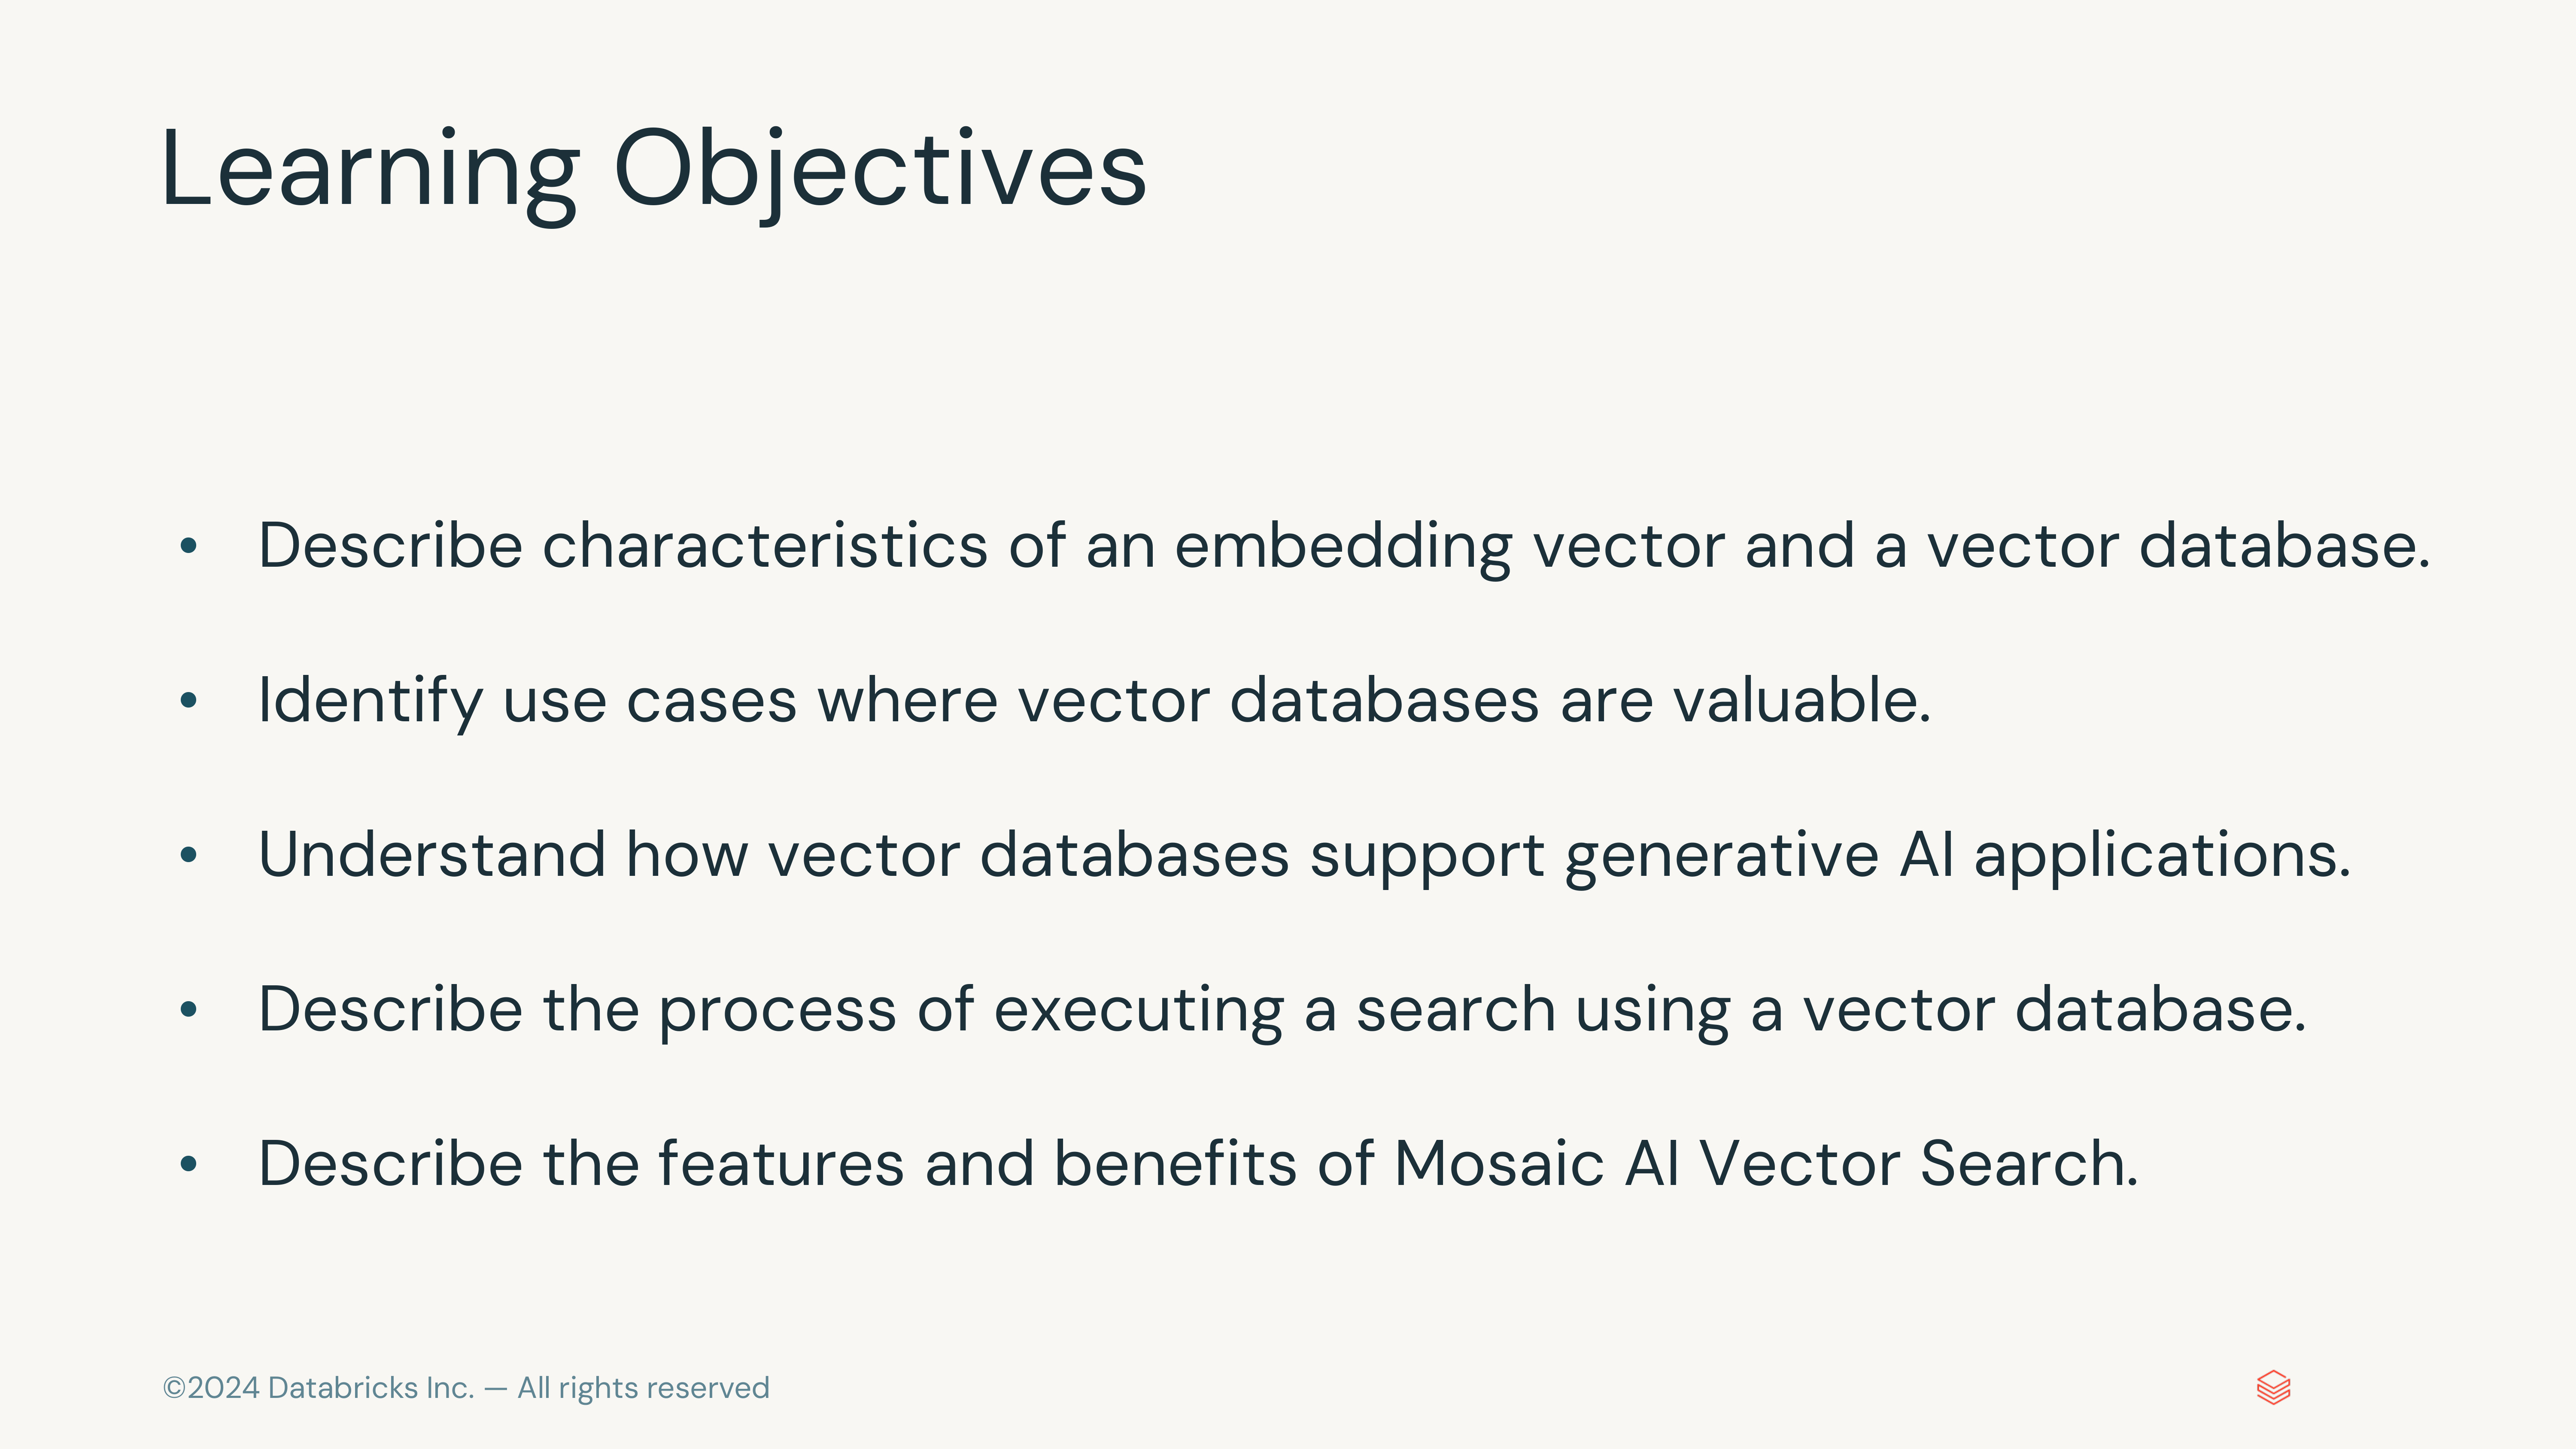 Learning Objectives
• Describe characteristics of an embedding vector and a vector database.
• Identify use cases where vector databases are valuable.
• Understand how vector databases support generative AI applications.
• Describe the process of executing a search using a vector database.
• Describe the features and benefits of Mosaic AI Vector Search.
©2024 Databricks Inc. — All rights reserved